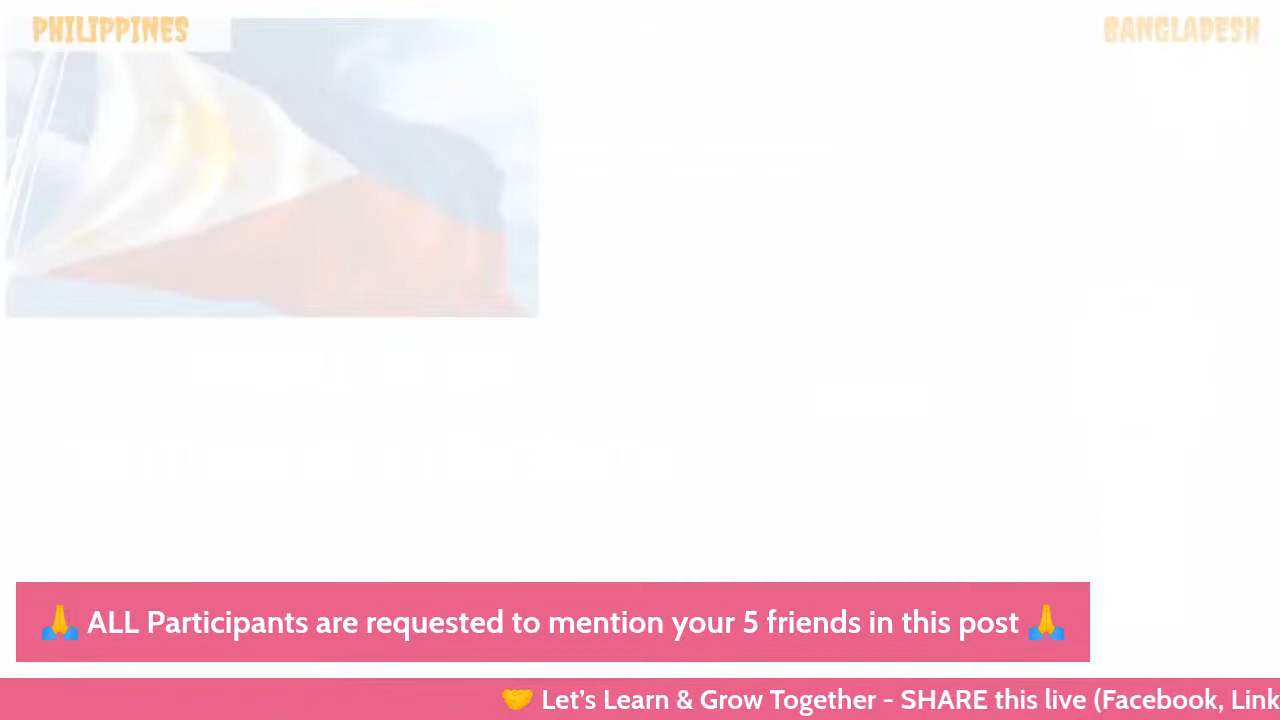 PHILIPPINES
BANGLADESH
🙏 ALL Participants are requested to mention your 5 friends in this post 🙏
🤝 Let's Learn & Grow Together - SHARE this live (Facebook, Link